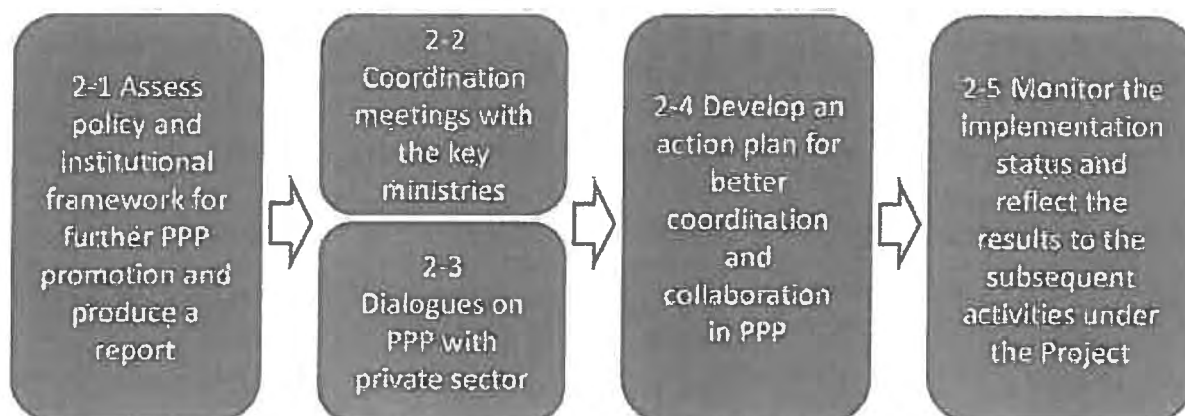 2-1 Assess
policy and
institutional
framework for
further PPP
promotion and
produce a
report
2-2
Coordination
meetings with
the key
ministries
2-3
Dialogues on
PPP with
private sector
2-4 Develop an
action plan for
better
coordination
and
collaboration
in PPP
2-5 Monitor the
implementation
status and
reflect the
results to the
subsequent
activities under
the Project